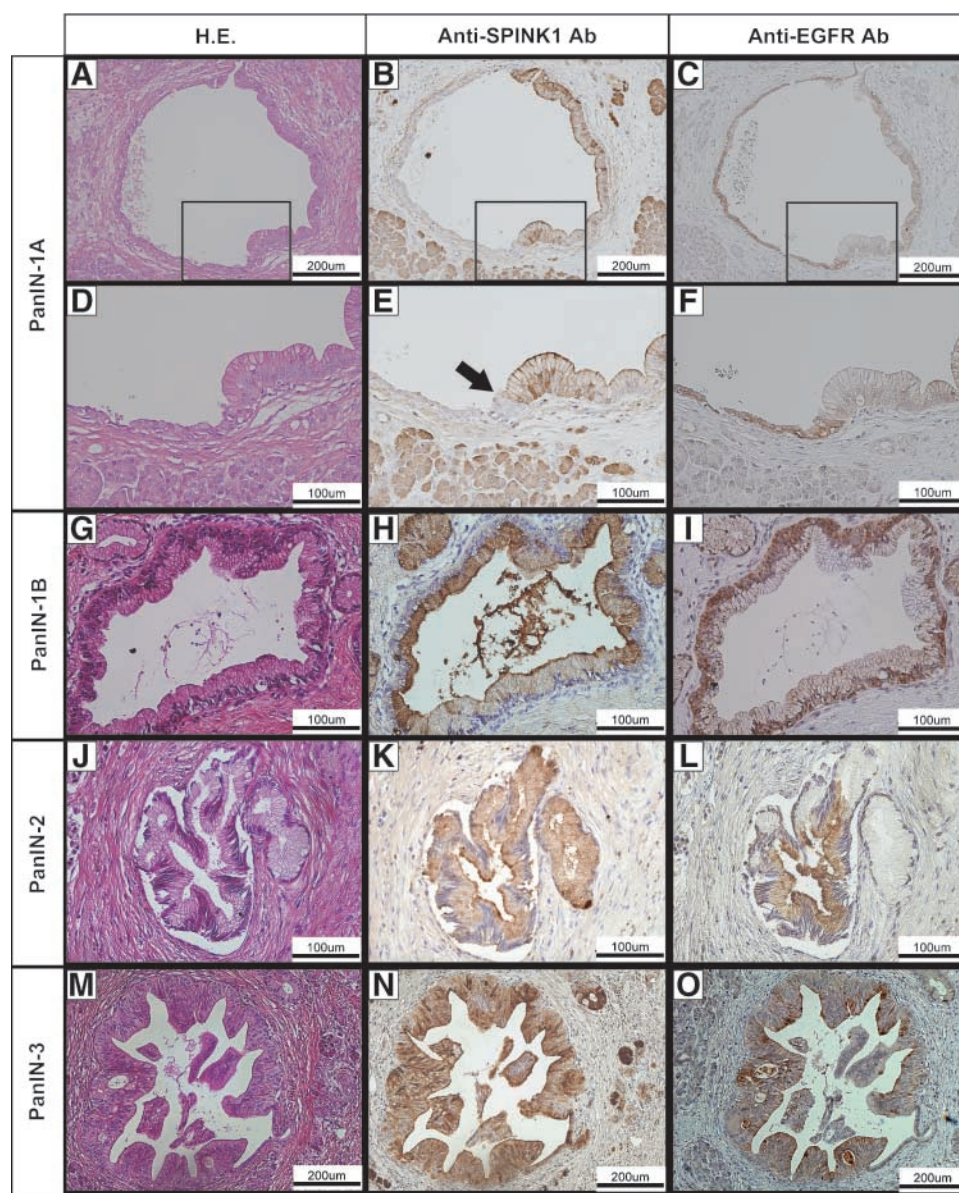 H.E. Anti-SPINK1 Ab Anti-EGFR Ab
PanIN-1A
A B C
200um 200um 200um
D E F
100um 100um 100um
PanIN-1B
G H I
100um 100um 100um
PanIN-2
J K L
100um 100um 100um
PanIN-3
M N O
200um 200um 200um